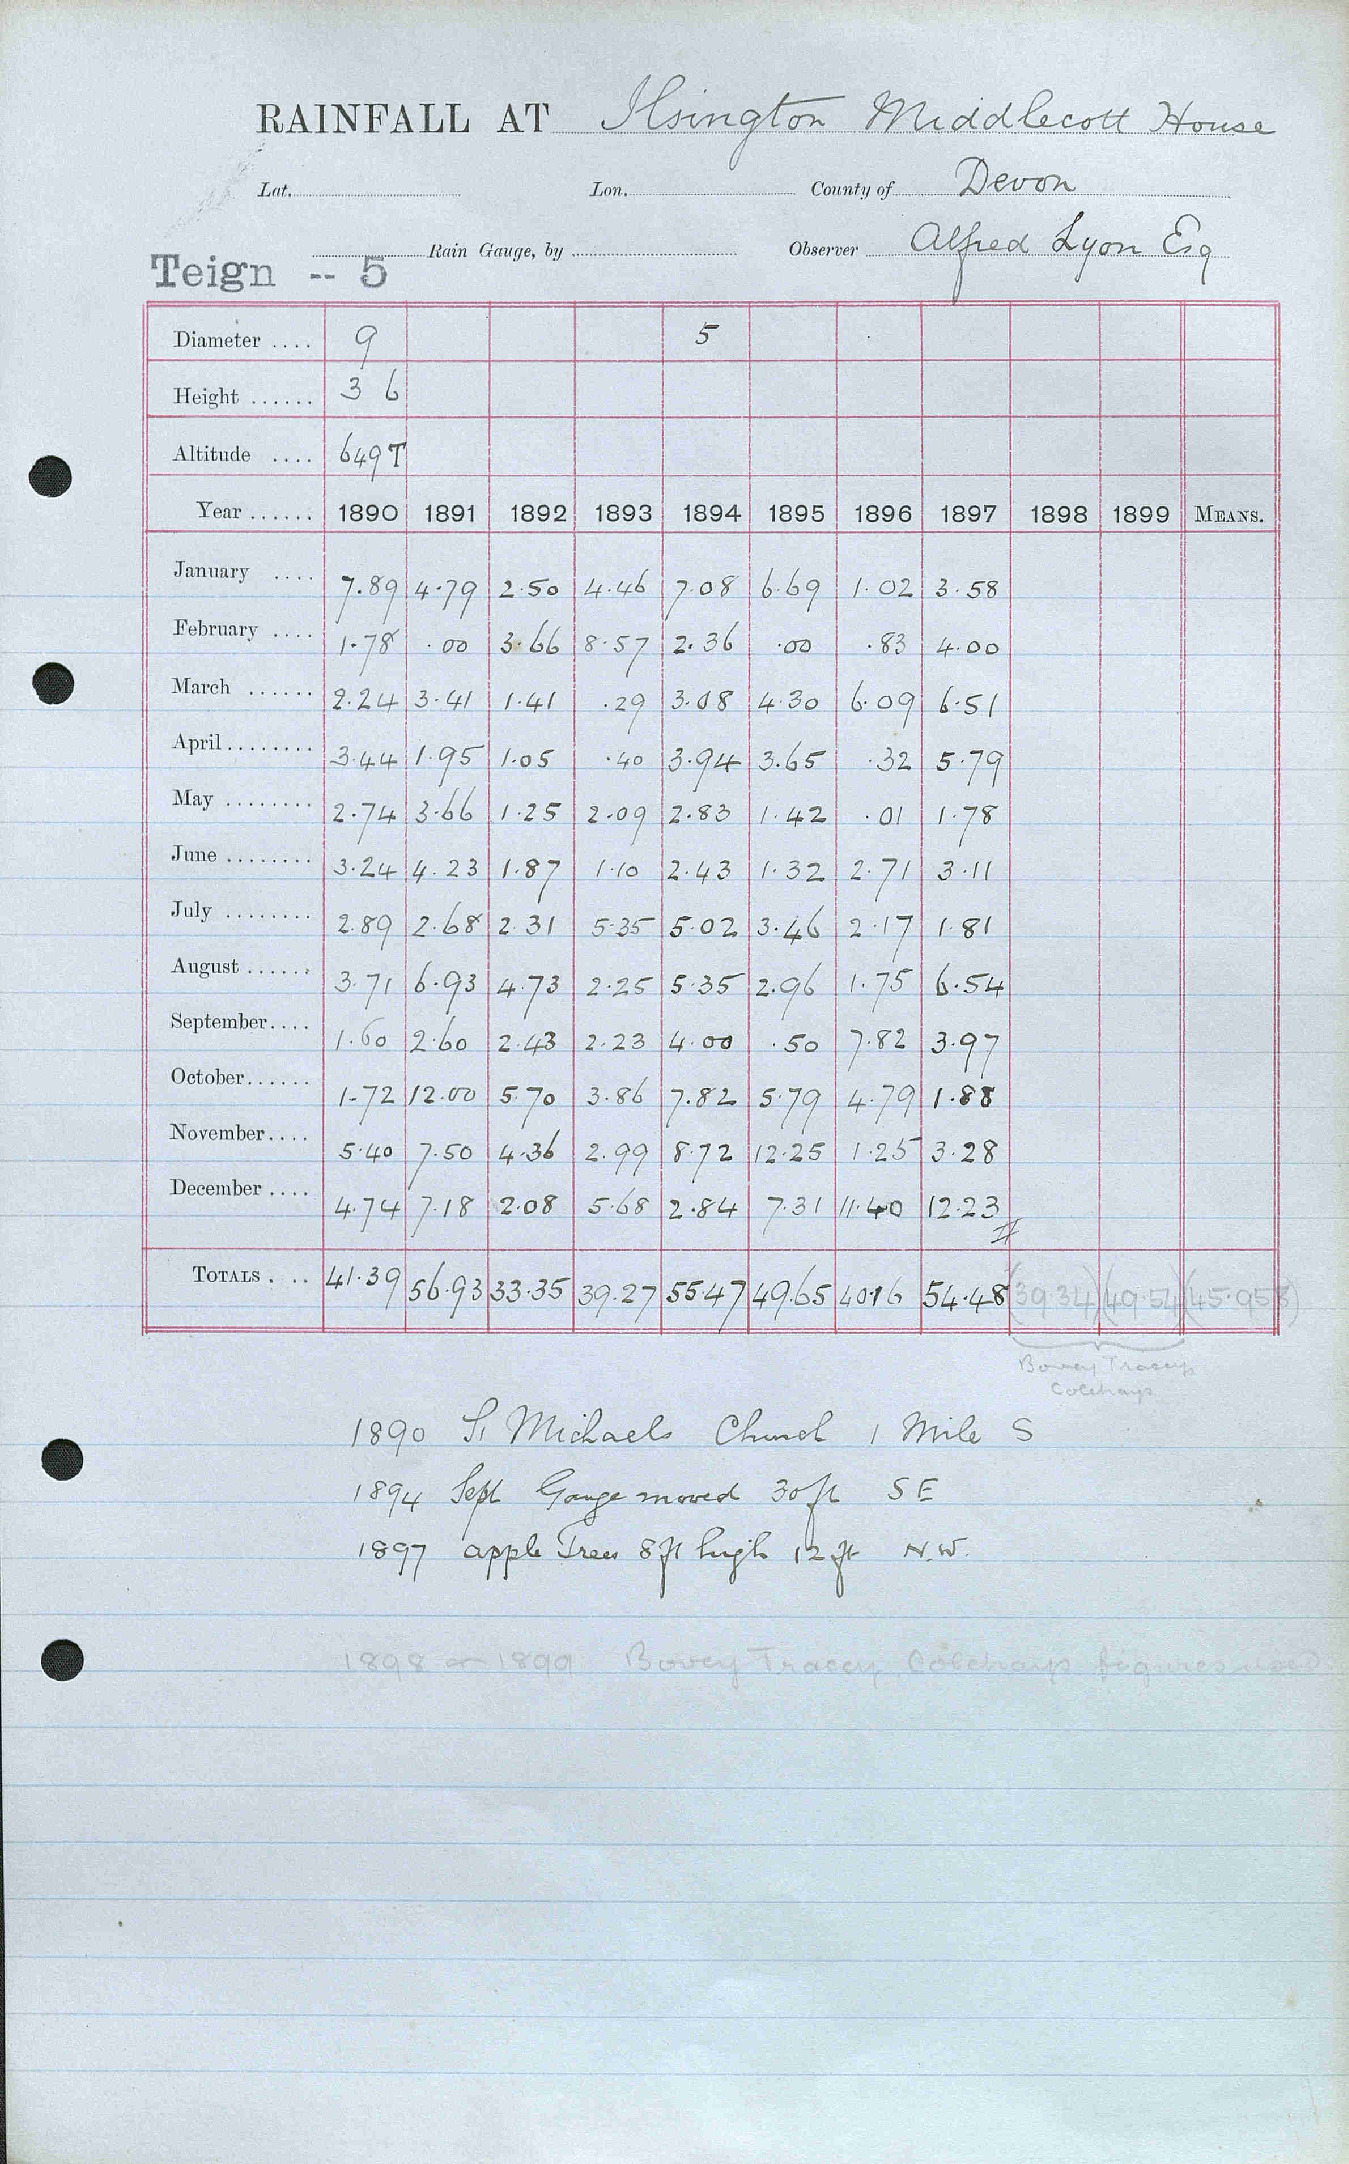 RAINFALL AT Ilsington Middlecott House
Lat. Lon. County of Devon
Rain Gauge, by Observer Alfred Lyon Esq
Teign -- 5
Diameter .... 9 5
Height ...... 3 6
Altitude .... 649 T
Year ...... 1890 1891 1892 1893 1894 1895 1896 1897 1898 1899 MEANS.
January .... 7.89 4.79 2.50 4.46 7.08 6.69 1.02 3.58
February .... 1.78 .00 3.66 8.57 2.36 .00 .83 4.00
March ...... 2.24 3.41 1.41 .29 3.08 4.30 6.09 6.51
April ........ 3.44 1.95 1.05 .40 3.94 3.65 .32 5.79
May ........ 2.74 3.66 1.25 2.09 2.83 1.42 .01 1.78
June ........ 3.24 4.23 1.87 1.10 2.43 1.32 2.71 3.11
July ........ 2.89 2.68 2.31 5.35 5.02 3.46 2.17 1.81
August ...... 3.71 6.93 4.73 2.25 5.35 2.96 1.75 6.54
September .... 1.60 2.60 2.43 2.23 4.00 .50 7.82 3.97
October ...... 1.72 12.00 5.70 3.86 7.82 5.79 4.79 1.88
November .... 5.40 7.50 4.36 2.99 8.72 12.25 1.25 3.28
December .... 4.74 7.18 2.08 5.68 2.84 7.31 11.40 12.23
TOTALS . .. 41.39 56.93 33.35 39.27 55.47 49.65 40.16 54.48 (39.34) (49.54) (45.958)
Bovey Tracey
Colehays
1890 St Michaels Church 1 Mile S
1894 Sept Gauge moved 30 ft S E
1897 apple Trees 8 ft high 12 ft N.W.
1898 1899 Bovey Tracey, Colehays figures used